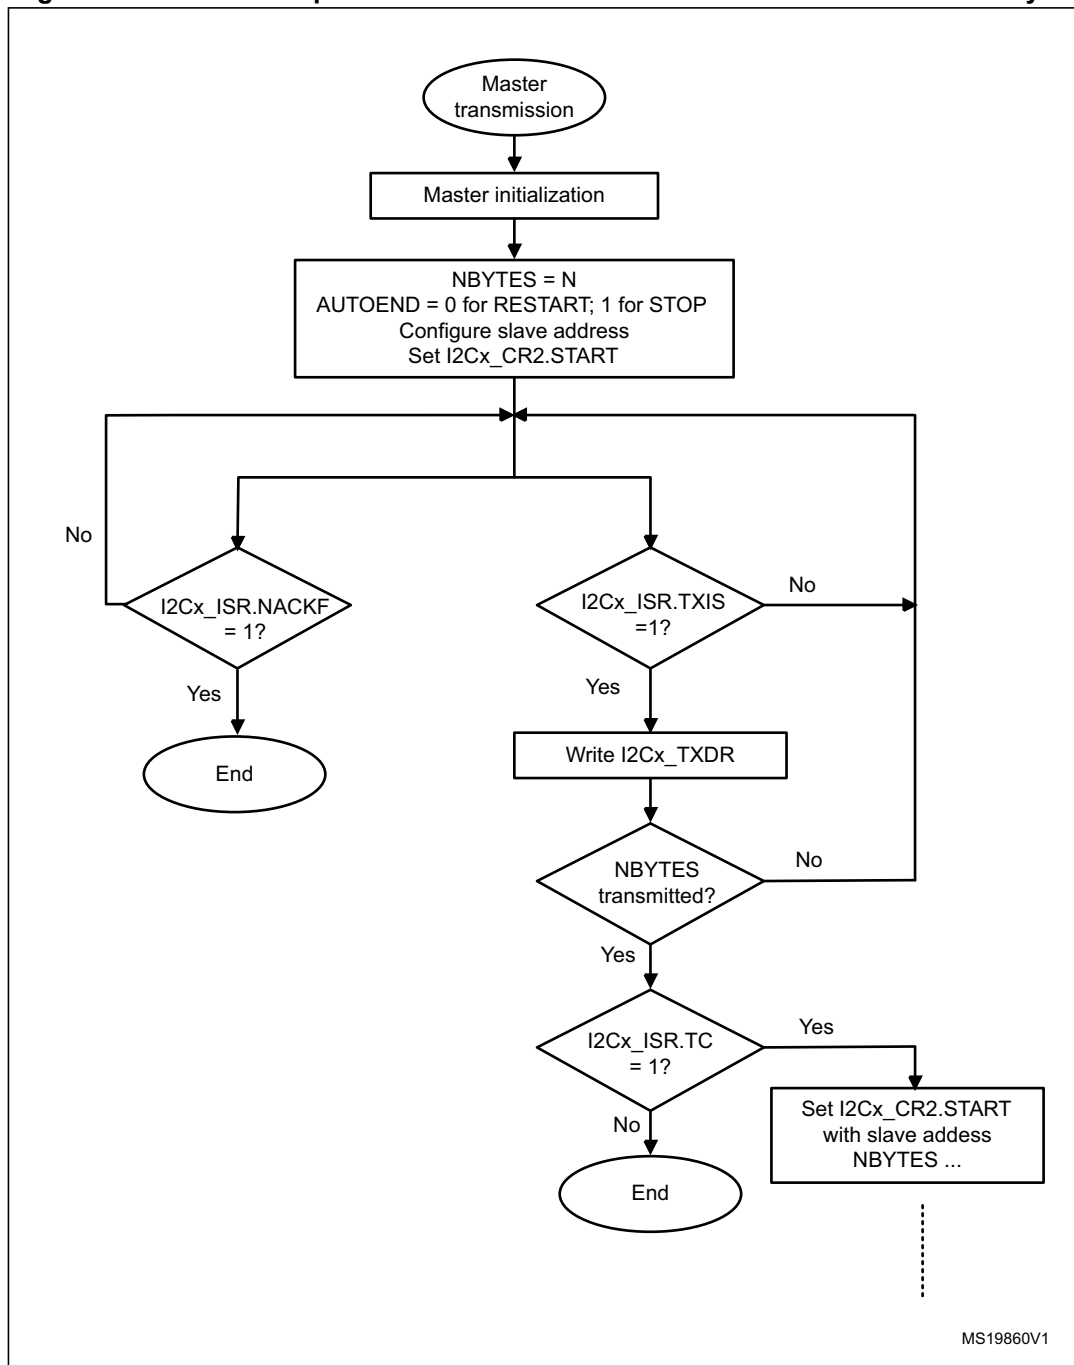 Master
transmission
Master initialization
NBYTES = N
AUTOEND = 0 for RESTART; 1 for STOP
Configure slave address
Set I2Cx_CR2.START
No
I2Cx_ISR.NACKF
= 1?
Yes
End
I2Cx_ISR.TXIS
=1?
No
Yes
Write I2Cx_TXDR
NBYTES
transmitted?
No
Yes
I2Cx_ISR.TC
= 1?
Yes
Set I2Cx_CR2.START
with slave addess
NBYTES ...
No
End
MS19860V1